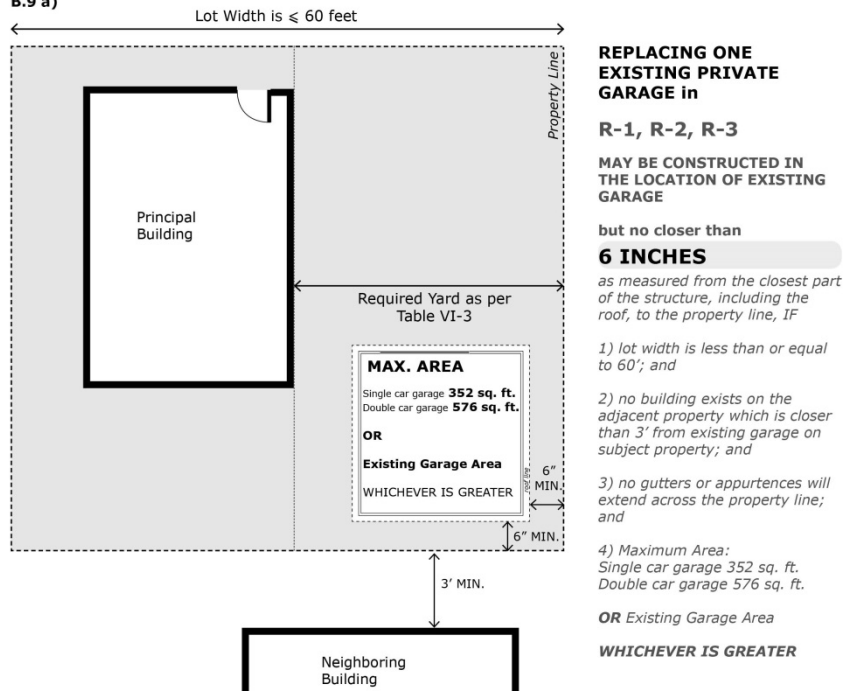 B.9 a)
Lot Width is ⩽ 60 feet
Property Line
Principal
Building
Required Yard as per
Table VI-3
MAX. AREA
Single car garage 352 sq. ft.
Double car garage 576 sq. ft.
OR
Existing Garage Area
WHICHEVER IS GREATER
roof line
6”
MIN.
6” MIN.
3’ MIN.
Neighboring
Building
REPLACING ONE
EXISTING PRIVATE
GARAGE in
R-1, R-2, R-3
MAY BE CONSTRUCTED IN
THE LOCATION OF EXISTING
GARAGE
but no closer than
6 INCHES
as measured from the closest part
of the structure, including the
roof, to the property line, IF
1) lot width is less than or equal
to 60’; and
2) no building exists on the
adjacent property which is closer
than 3’ from existing garage on
subject property; and
3) no gutters or appurtences will
extend across the property line;
and
4) Maximum Area:
Single car garage 352 sq. ft.
Double car garage 576 sq. ft.
OR Existing Garage Area
WHICHEVER IS GREATER